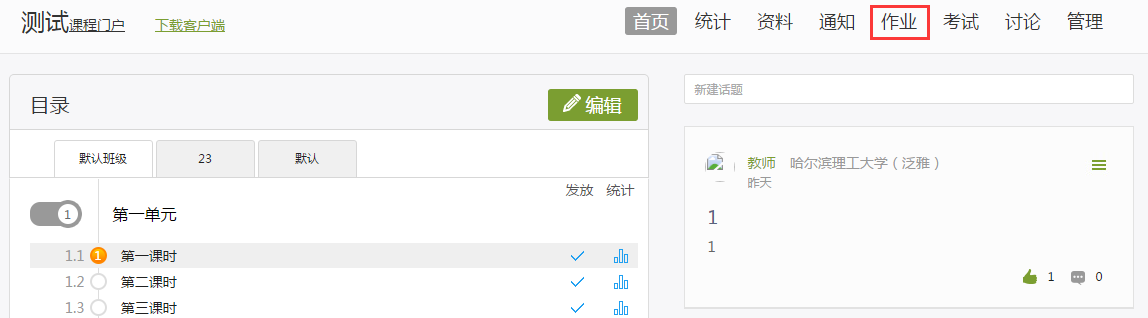 测试课程门户 下载客户端 首页 统计 资料 通知 作业 考试 讨论 管理
目录 编辑
默认班级 23 默认
发放 统计
1 第一单元
1.1 1 第一课时
1.2 第二课时
1.3 第三课时
新建话题
教师 哈尔滨理工大学（泛雅）
昨天
1
1
1 0